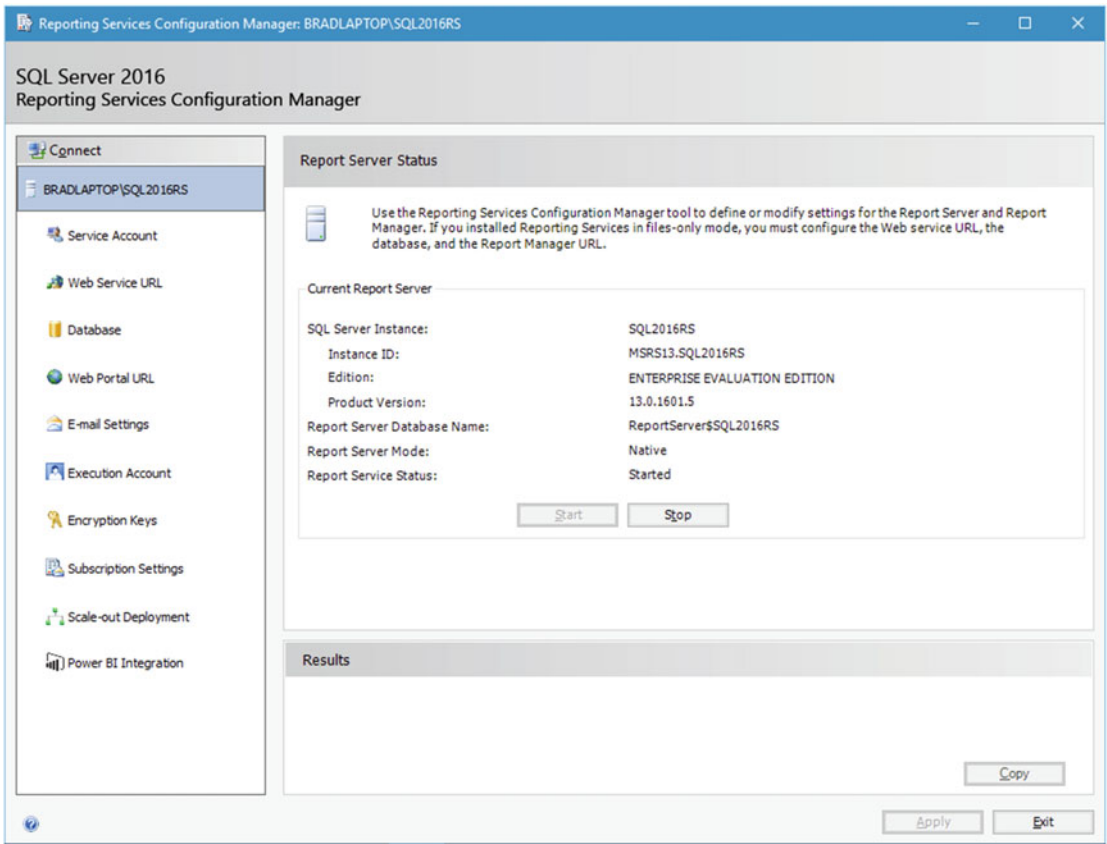 Reporting Services Configuration Manager: BRADLAPTOP\SQL2016RS
SQL Server 2016
Reporting Services Configuration Manager
Connect
BRADLAPTOP\SQL2016RS
Service Account
Web Service URL
Database
Web Portal URL
E-mail Settings
Execution Account
Encryption Keys
Subscription Settings
Scale-out Deployment
Power BI Integration
Report Server Status
Use the Reporting Services Configuration Manager tool to define or modify settings for the Report Server and Report
Manager. If you installed Reporting Services in files-only mode, you must configure the Web service URL, the
database, and the Report Manager URL.
Current Report Server
SQL Server Instance: SQL2016RS
Instance ID: MSRS13.SQL2016RS
Edition: ENTERPRISE EVALUATION EDITION
Product Version: 13.0.1601.5
Report Server Database Name: ReportServer$SQL2016RS
Report Server Mode: Native
Report Service Status: Started
Start Stop
Results
Copy
Apply Exit